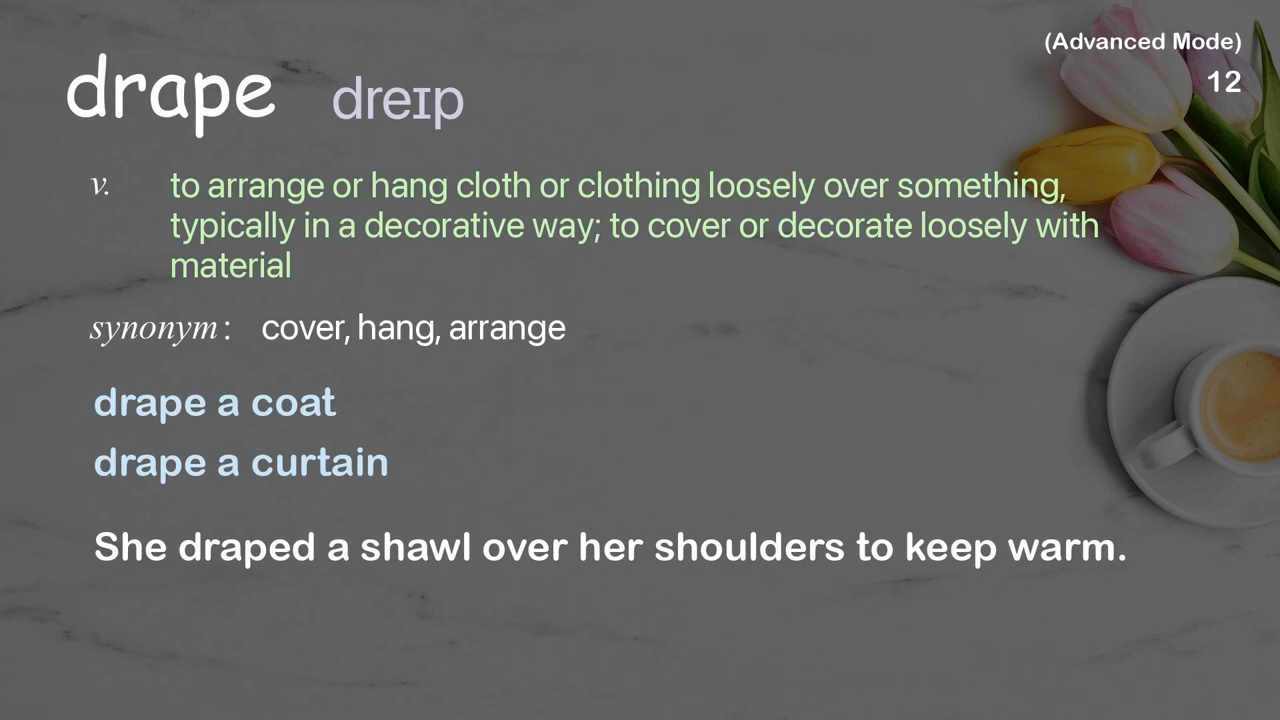 (Advanced Mode)
12
drape dreɪp
v. to arrange or hang cloth or clothing loosely over something,
typically in a decorative way; to cover or decorate loosely with
material
synonym: cover, hang, arrange
drape a coat
drape a curtain
She draped a shawl over her shoulders to keep warm.